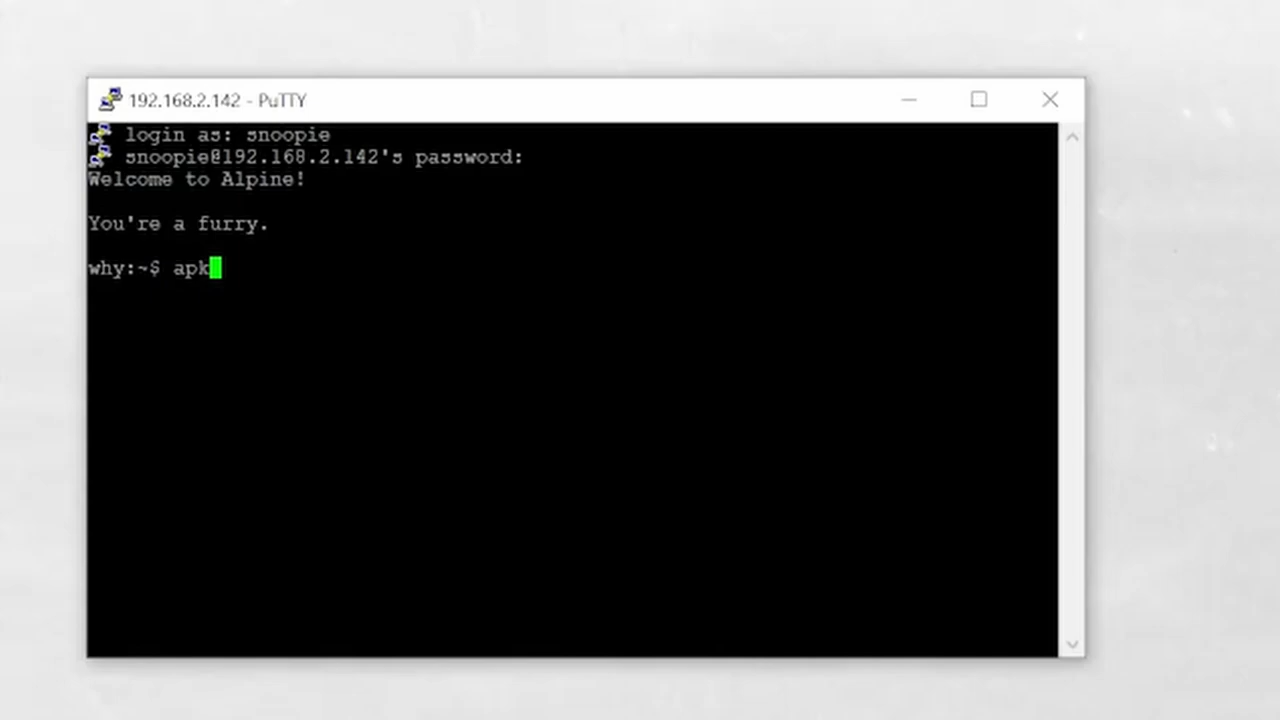 192.168.2.142 - PuTTY
login as: snoopie
snoopie@192.168.2.142's password:
Welcome to Alpine!
You're a furry.
why:~$ apk